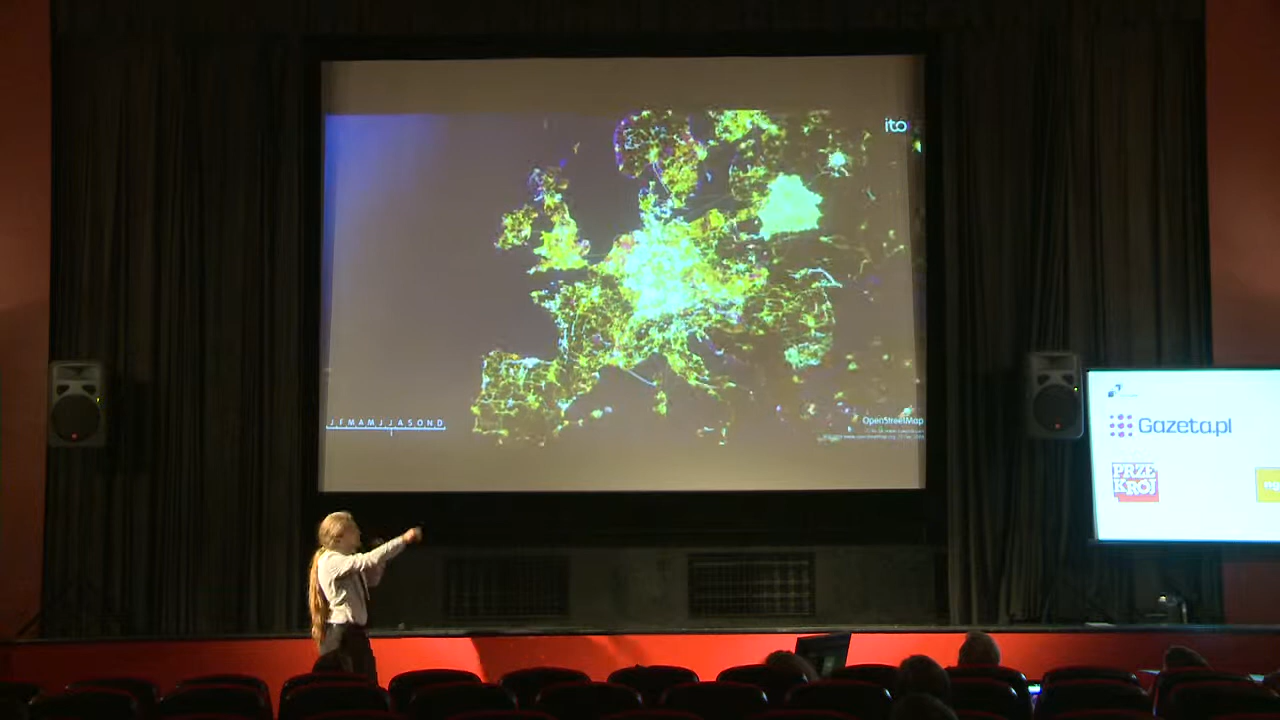 ito
J F M A M J J A S O N D
OpenStreetMap
Gazeta.pl
PRZE
KRÓJ